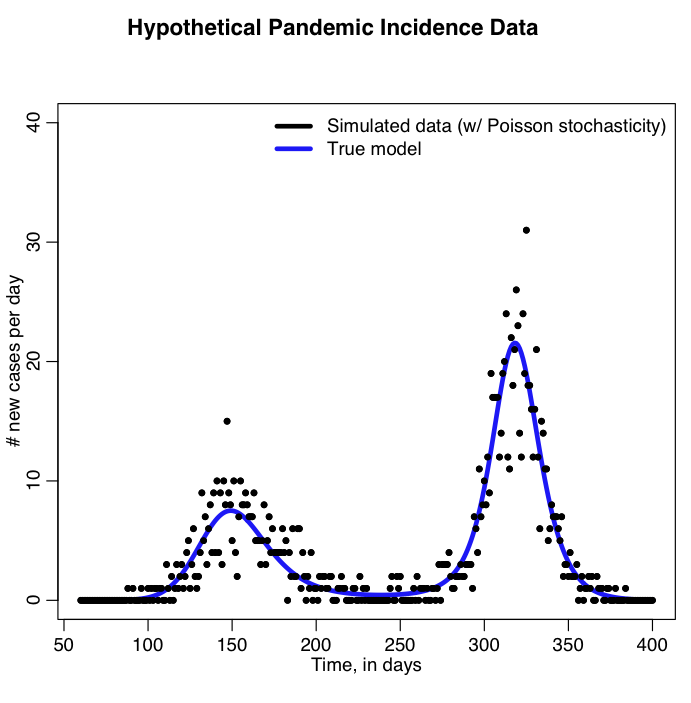 Hypothetical Pandemic Incidence Data
Simulated data (w/ Poisson stochasticity)
True model
# new cases per day
40
30
20
10
0
50 100 150 200 250 300 350 400
Time, in days